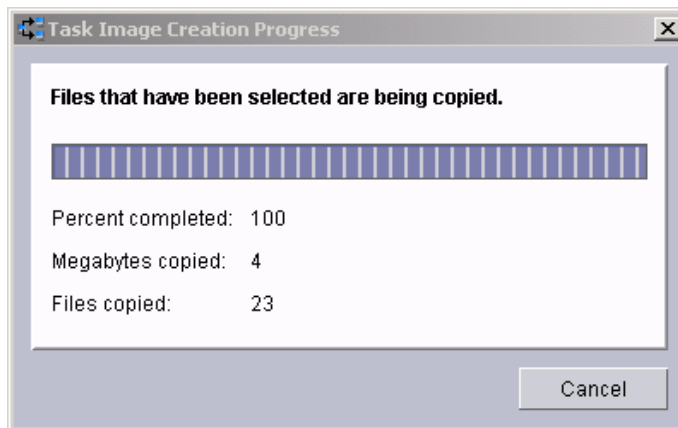 Task Image Creation Progress
Files that have been selected are being copied.
Percent completed: 100
Megabytes copied: 4
Files copied: 23
Cancel